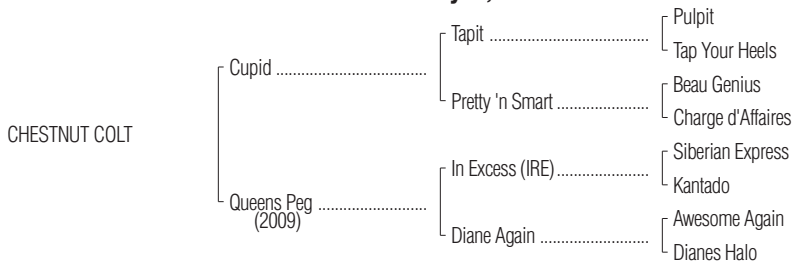 Pulpit
Tapit ......................................................
Tap Your Heels
Cupid ...................................................
Beau Genius
Pretty 'n Smart ................................
Charge d'Affaires
CHESTNUT COLT
Siberian Express
In Excess (IRE) ................................
Kantado
Queens Peg ....................................
(2009)
Awesome Again
Diane Again .....................................
Dianes Halo